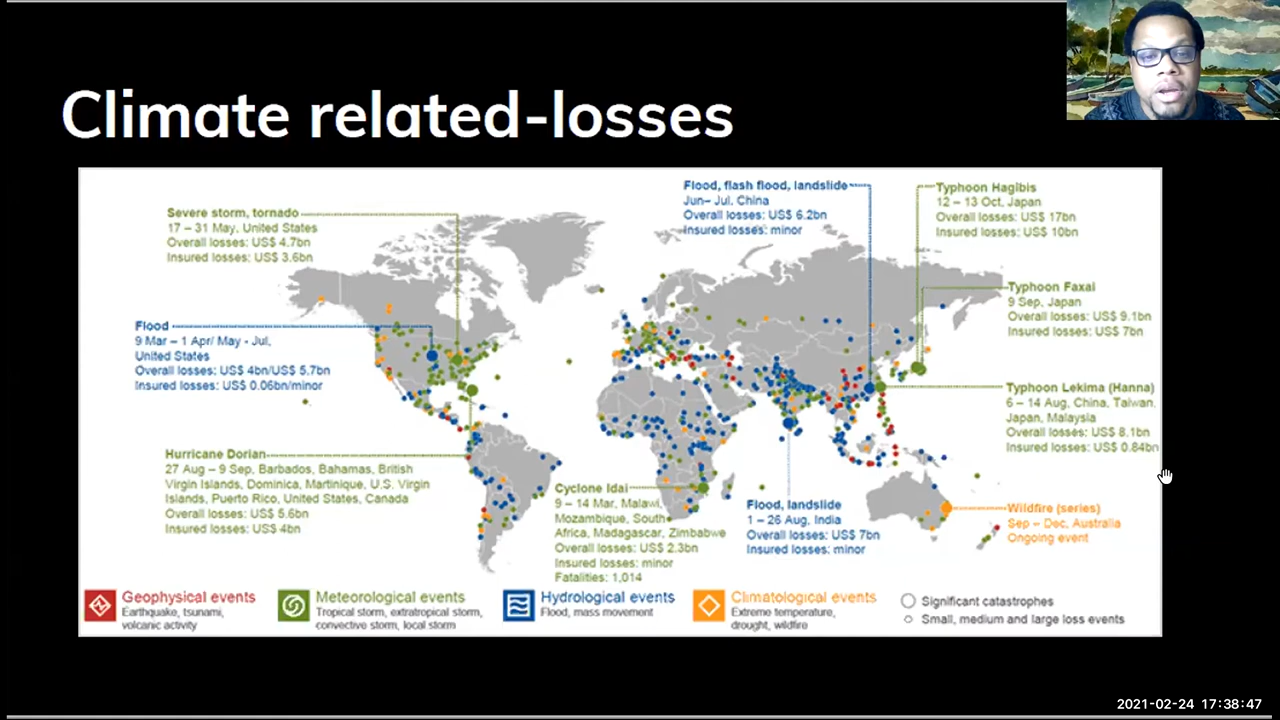 Climate related-losses
Severe storm, tornado
17 – 31 May, United States
Overall losses: US$ 4.7bn
Insured losses: US$ 3.6bn
Flood, flash flood, landslide
Jun– Jul, China
Overall losses: US$ 6.2bn
Insured losses: minor
Typhoon Hagibis
12 – 13 Oct, Japan
Overall losses: US$ 17bn
Insured losses: US$ 10bn
Typhoon Faxai
9 Sep, Japan
Overall losses: US$ 9.1bn
Insured losses: US$ 7bn
Flood
9 Mar – 1 Apr/ May - Jul,
United States
Overall losses: US$ 4bn/US$ 5.7bn
Insured losses: US$ 0.06bn/minor
Typhoon Lekima (Hanna)
6 – 14 Aug, China, Taiwan,
Japan, Malaysia
Overall losses: US$ 8.1bn
Insured losses: US$ 0.84bn
Hurricane Dorian
27 Aug – 9 Sep, Barbados, Bahamas, British
Virgin Islands, Dominica, Martinique, U.S. Virgin
Islands, Puerto Rico, United States, Canada
Overall losses: US$ 5.6bn
Insured losses: US$ 4bn
Cyclone Idai
9 – 14 Mar, Malawi,
Mozambique, South
Africa, Madagascar, Zimbabwe
Overall losses: US$ 2.3bn
Insured losses: minor
Fatalities: 1,014
Flood, landslide
1 – 26 Aug, India
Overall losses: US$ 7bn
Insured losses: minor
Wildfire (series)
Sep – Dec, Australia
Ongoing event
Geophysical events
Earthquake, tsunami,
volcanic activity
Meteorological events
Tropical storm, extratropical storm,
convective storm, local storm
Hydrological events
Flood, mass movement
Climatological events
Extreme temperature,
drought, wildfire
Significant catastrophes
Small, medium and large loss events
2021-02-24 17:38:47